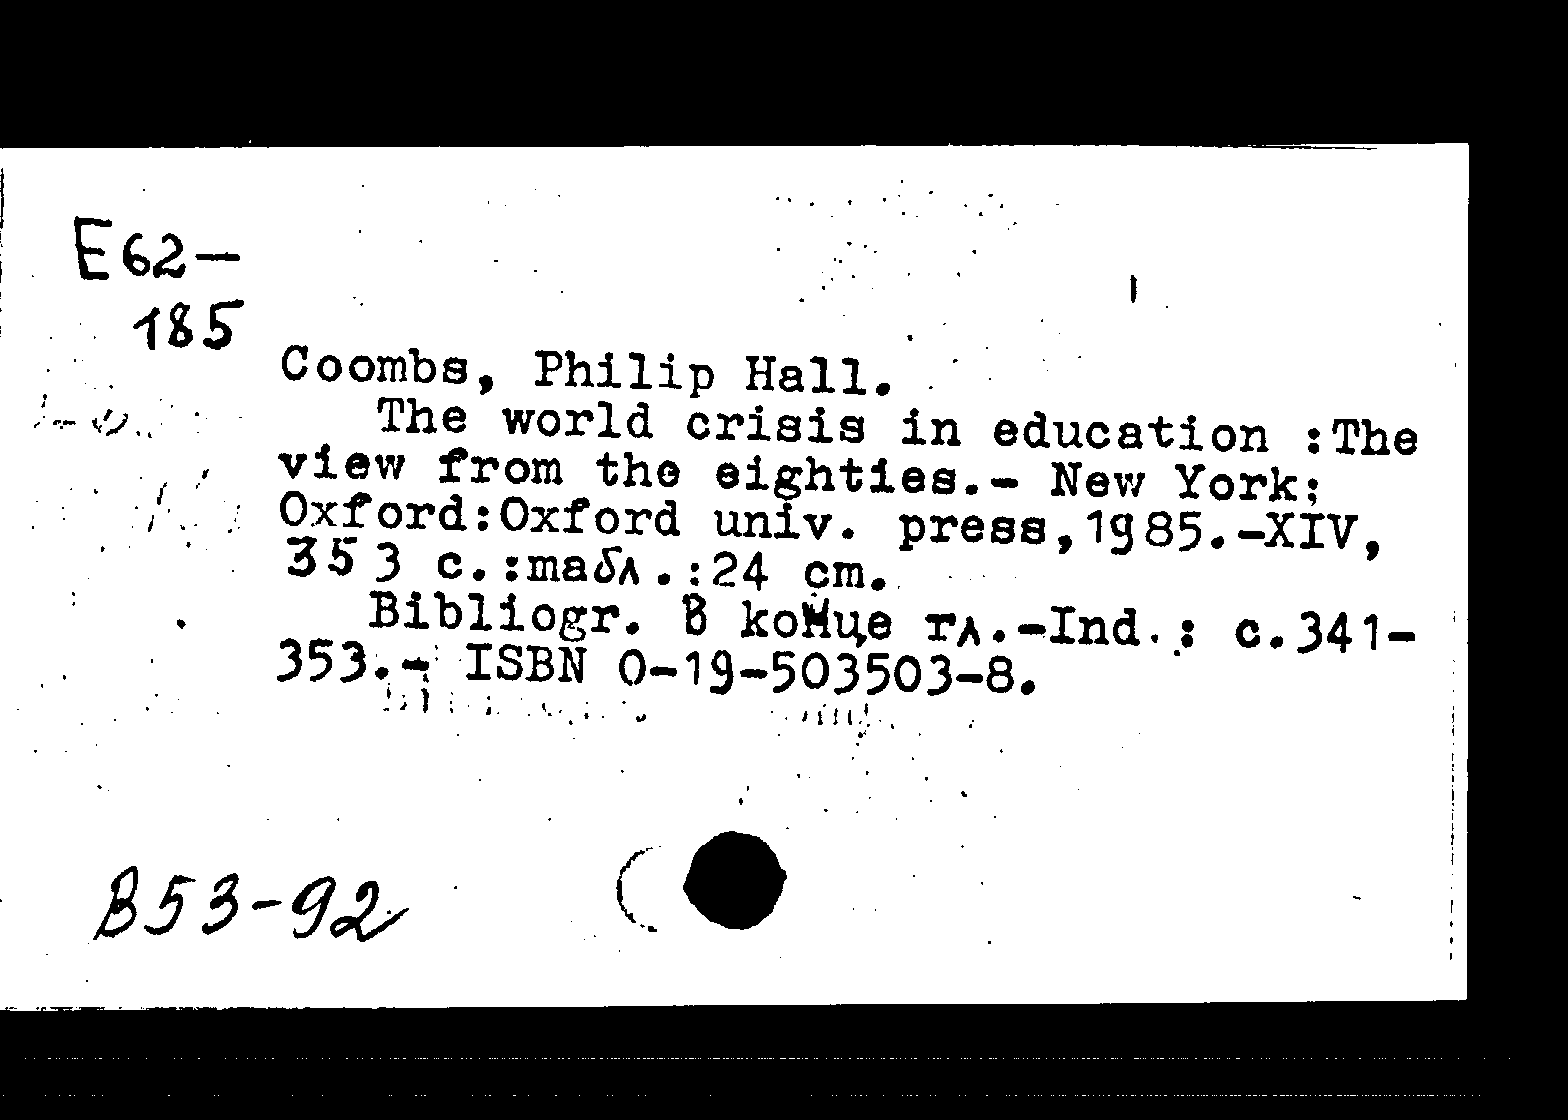 E62-
185
Coombs, Philip Hall.
The world crisis in education :The
view from the eighties.- New York;
Oxford:Oxford univ. press,1985.-XIV,
353 c.:табл.:24 cm.
Bibliogr. В конце гл.-Ind.: c.341-
353.- ISBN 0-19-503503-8.
B53-92